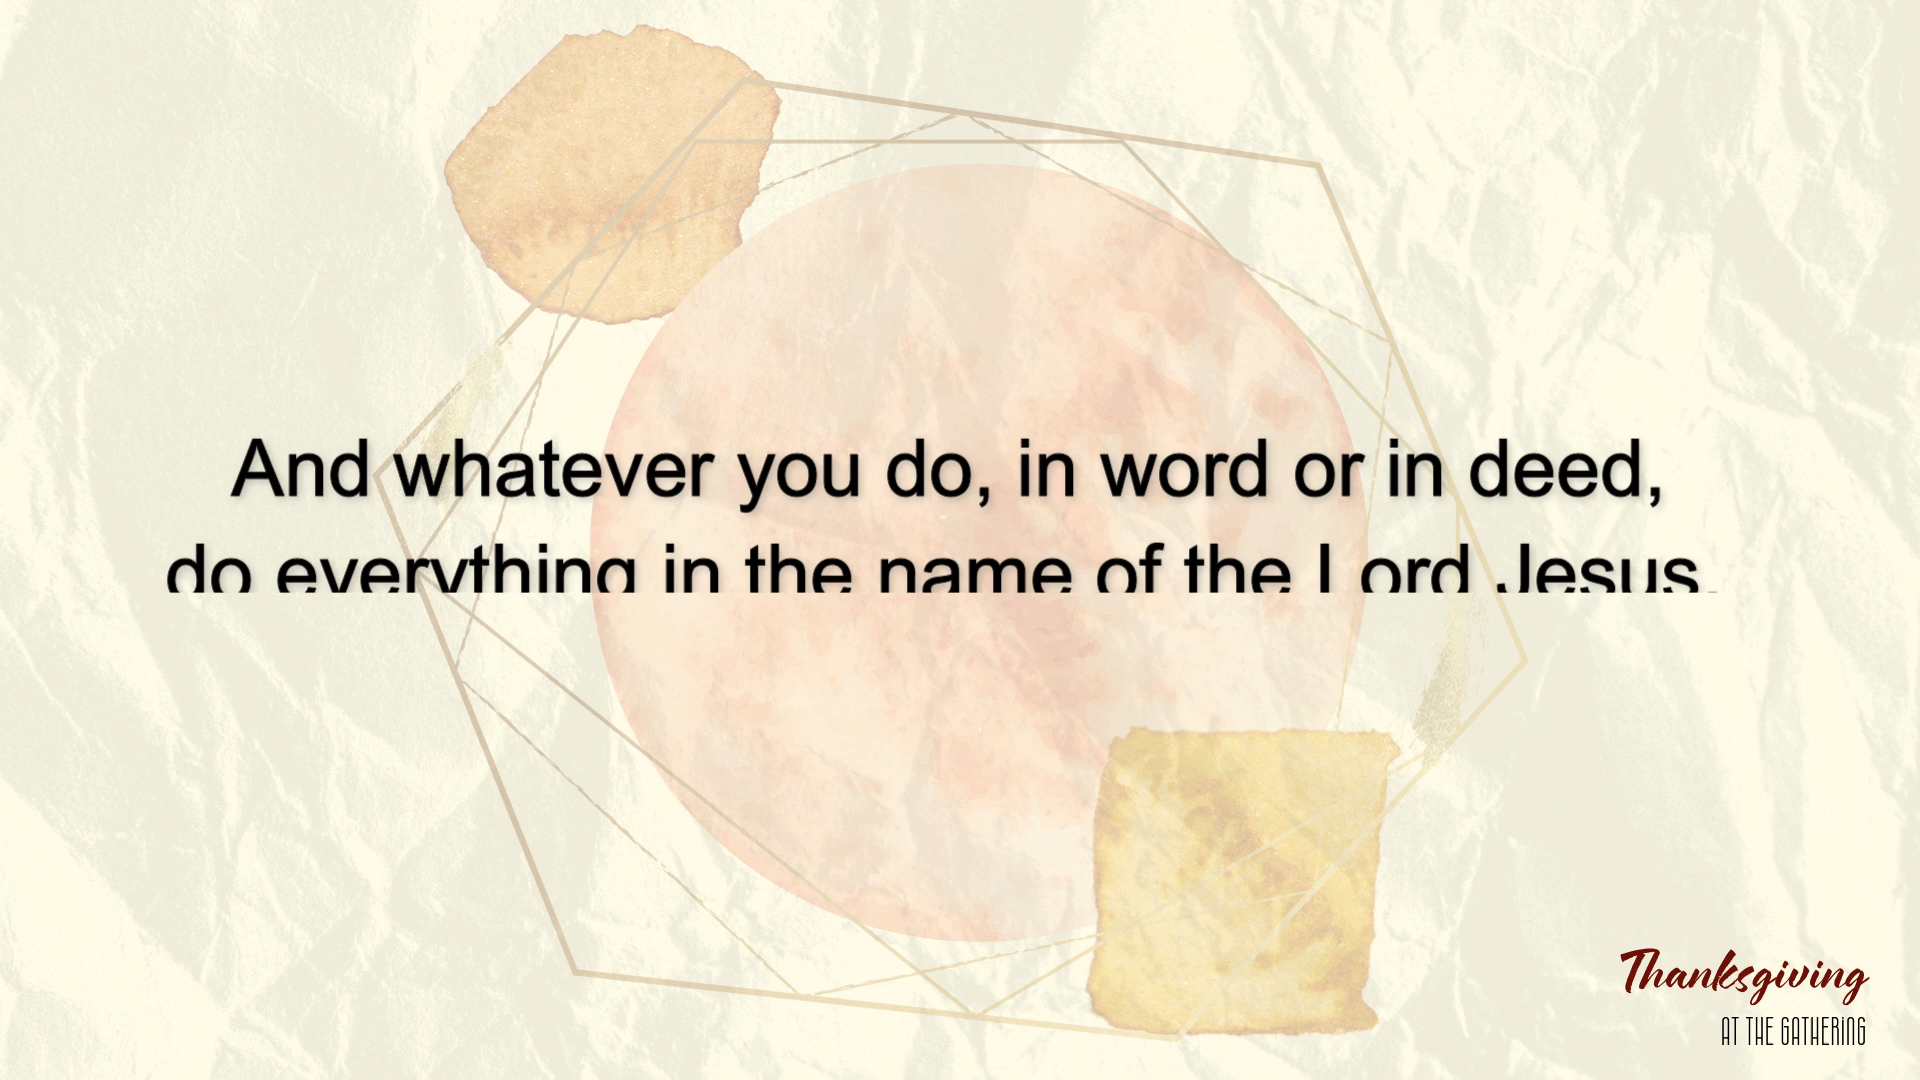 And whatever you do, in word or in deed,
do everything in the name of the Lord Jesus,
Thanksgiving
AT THE GATHERING